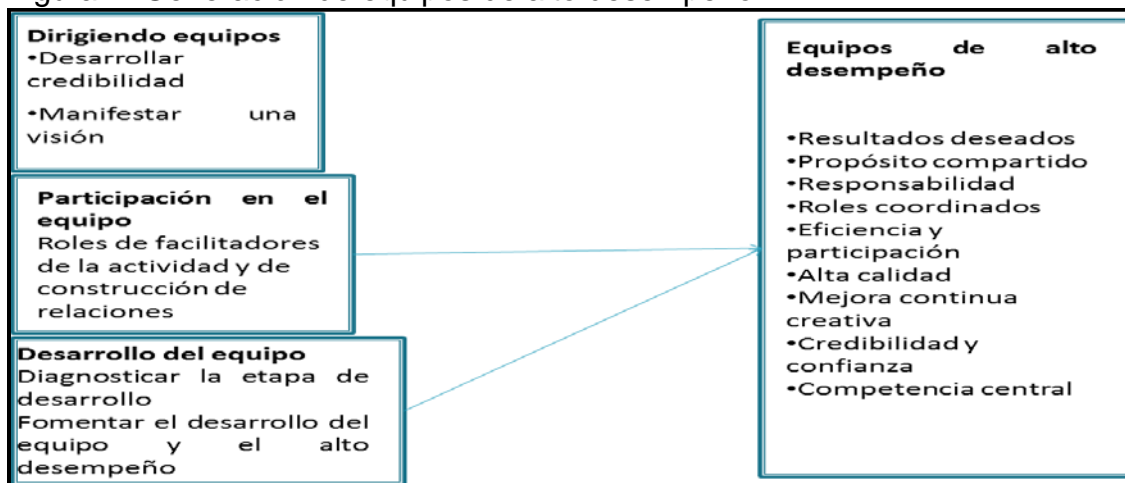 Dirigiendo equipos
•Desarrollar
credibilidad
•Manifestar una
visión
Participación en el
equipo
Roles de facilitadores
de la actividad y de
construcción de
relaciones
Desarrollo del equipo
Diagnosticar la etapa de
desarrollo
Fomentar el desarrollo del
equipo y el alto
desempeño
Equipos de alto
desempeño
•Resultados deseados
•Propósito compartido
•Responsabilidad
•Roles coordinados
•Eficiencia y
participación
•Alta calidad
•Mejora continua
creativa
•Credibilidad y
confianza
•Competencia central